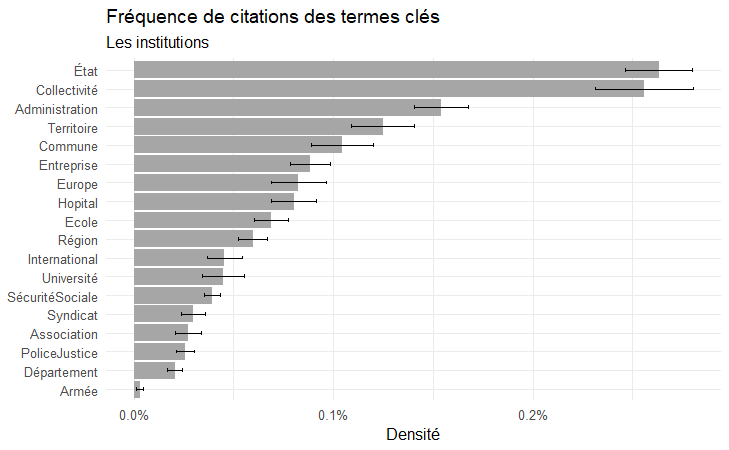 Fréquence de citations des termes clés
Les institutions
État
Collectivité
Administration
Territoire
Commune
Entreprise
Europe
Hopital
Ecole
Région
International
Université
SécuritéSociale
Syndicat
Association
PoliceJustice
Département
Armée
0.0% 0.1% 0.2%
Densité